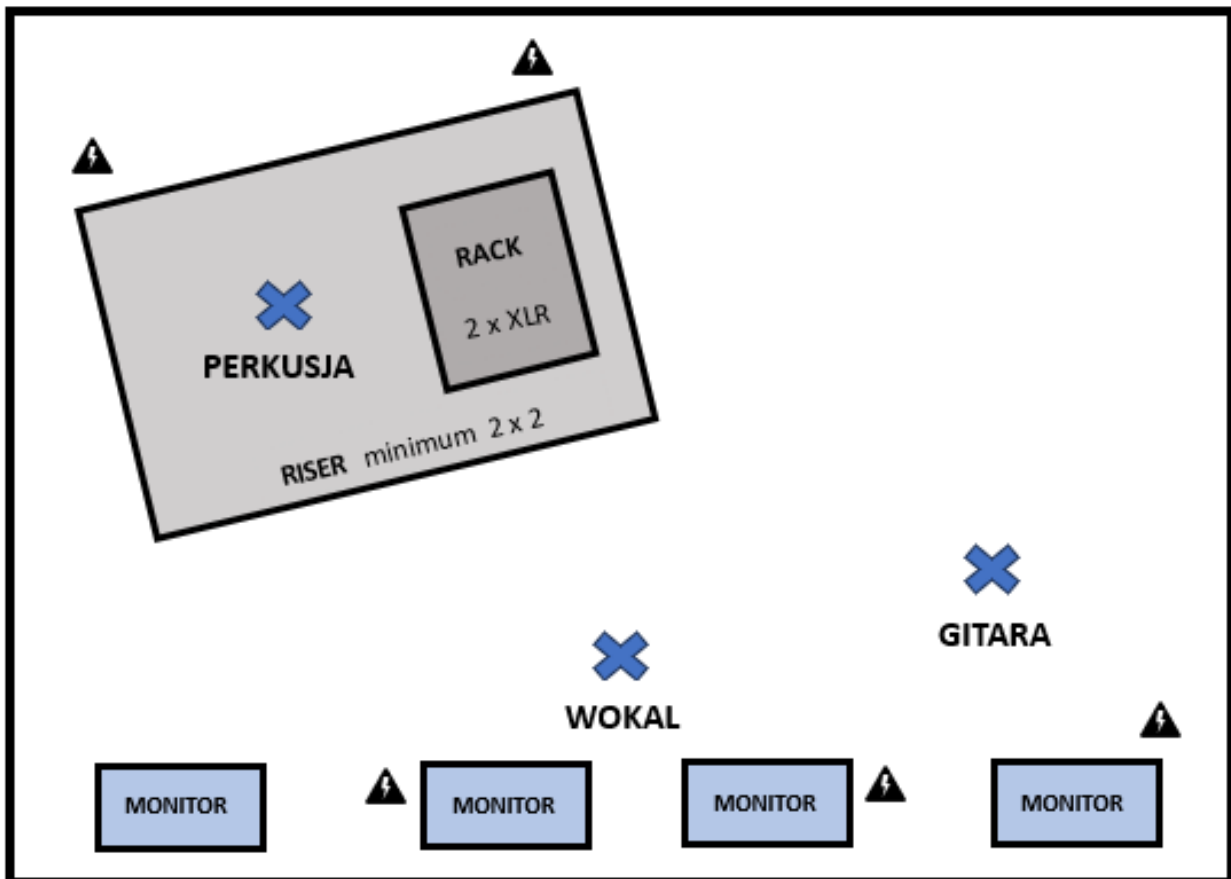 RACK
2 x XLR
PERKUSJA
RISER minimum 2 x 2
GITARA
WOKAL
MONITOR
MONITOR
MONITOR
MONITOR